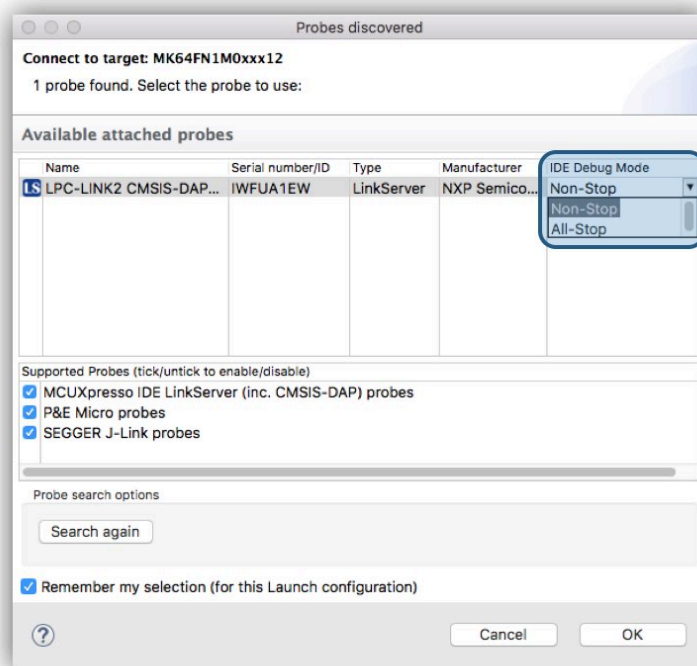 Probes discovered
Connect to target: MK64FN1M0xxx12
1 probe found. Select the probe to use:
Available attached probes
Name Serial number/ID Type Manufacturer IDE Debug Mode
LS LPC-LINK2 CMSIS-DAP... IWFUA1EW LinkServer NXP Semico... Non-Stop
Non-Stop
All-Stop
Supported Probes (tick/untick to enable/disable)
MCUXpresso IDE LinkServer (inc. CMSIS-DAP) probes
P&E Micro probes
SEGGER J-Link probes
Probe search options
Search again
Remember my selection (for this Launch configuration)
? Cancel OK